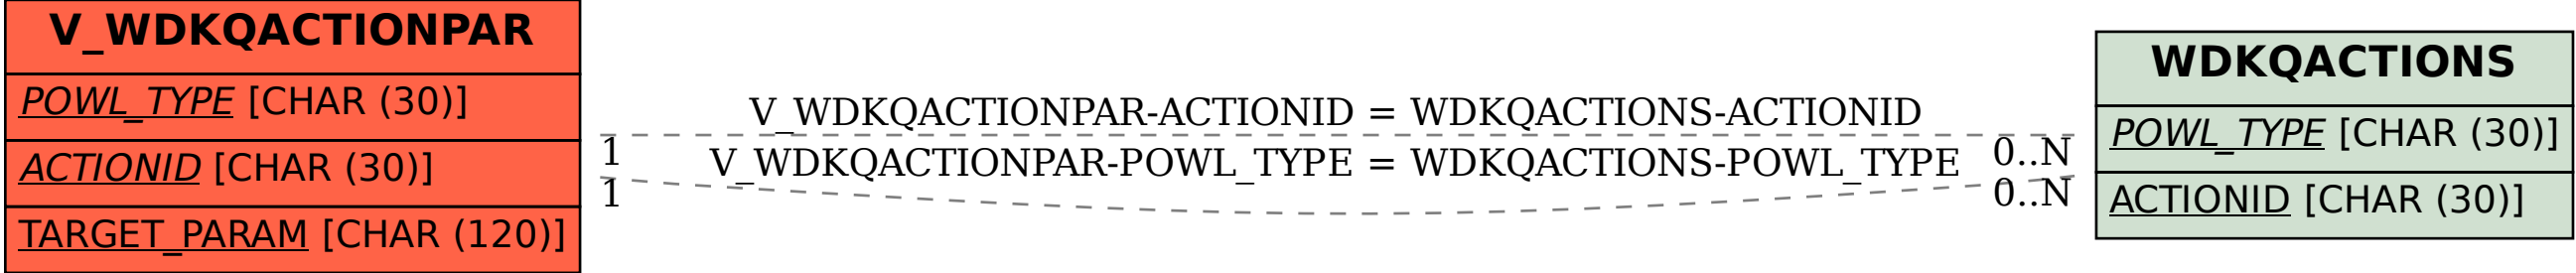 V_WDKQACTIONPAR
POWL_TYPE [CHAR (30)]
ACTIONID [CHAR (30)]
TARGET_PARAM [CHAR (120)]
V_WDKQACTIONPAR-ACTIONID = WDKQACTIONS-ACTIONID
1
0..N
V_WDKQACTIONPAR-POWL_TYPE = WDKQACTIONS-POWL_TYPE
1
0..N
WDKQACTIONS
POWL_TYPE [CHAR (30)]
ACTIONID [CHAR (30)]